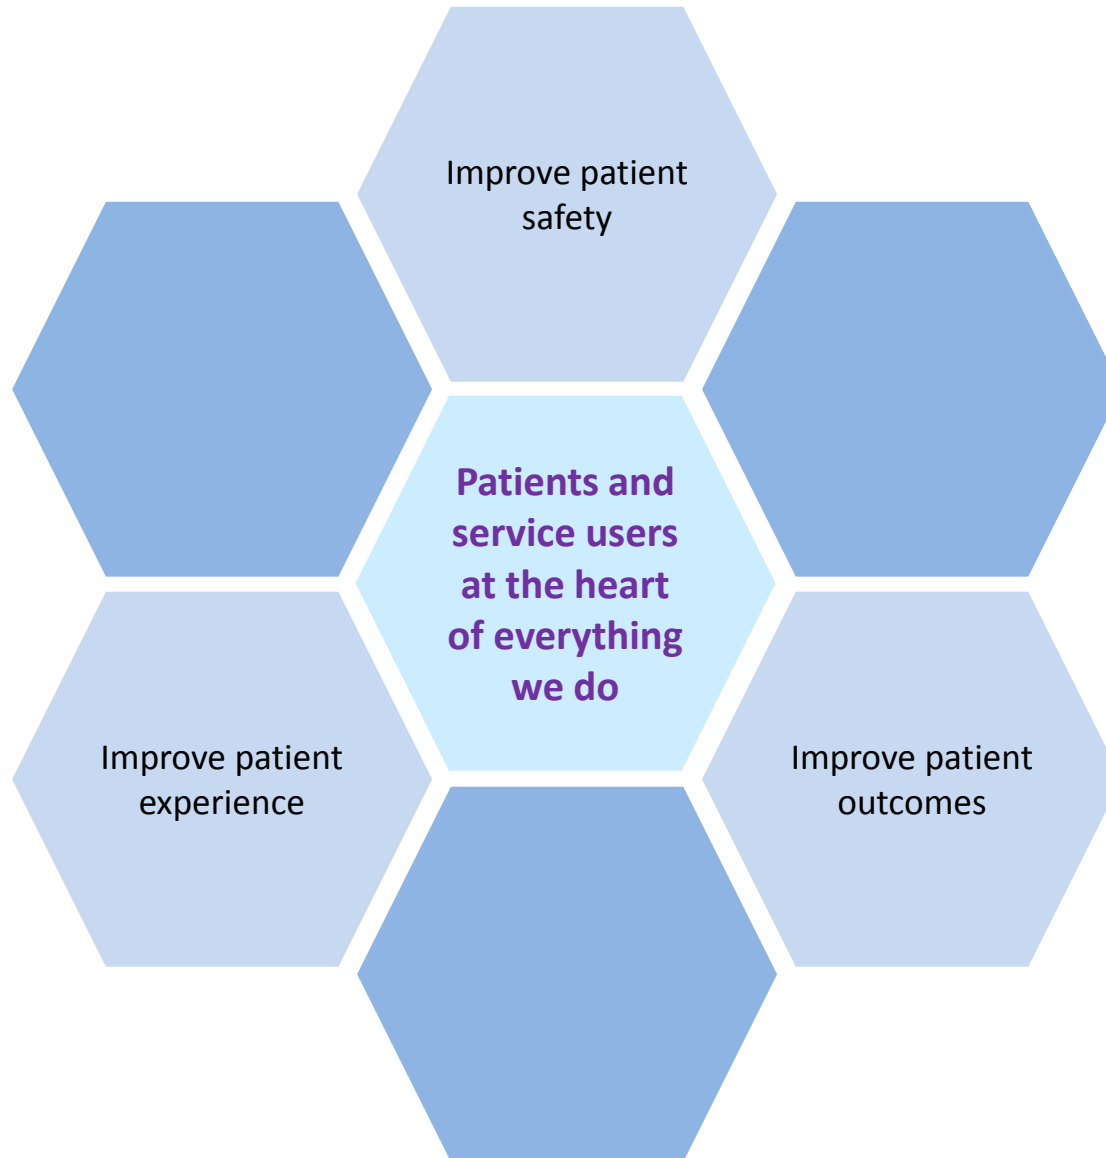 Improve patient
safety
Patients and
service users
at the heart
of everything
we do
Improve patient
experience
Improve patient
outcomes